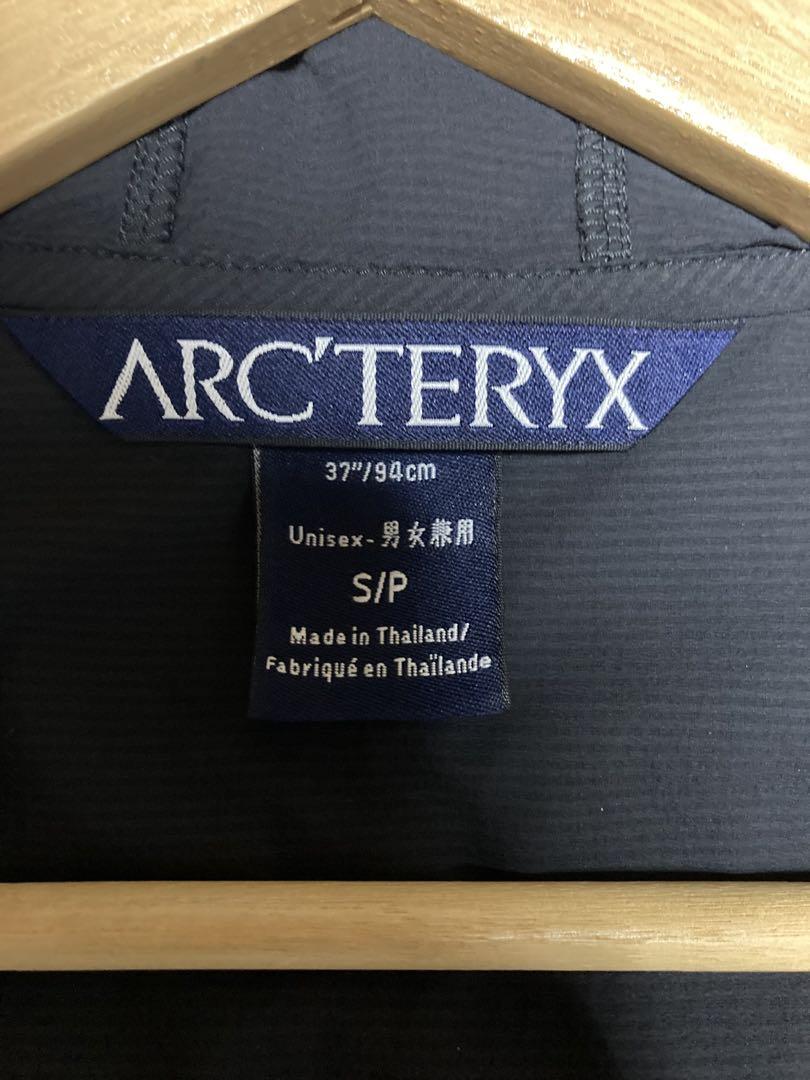 ARC'TERYX
37"/94cm
Unisex-男女兼用
S/P
Made in Thailand/
Fabriqué en Thaïlande